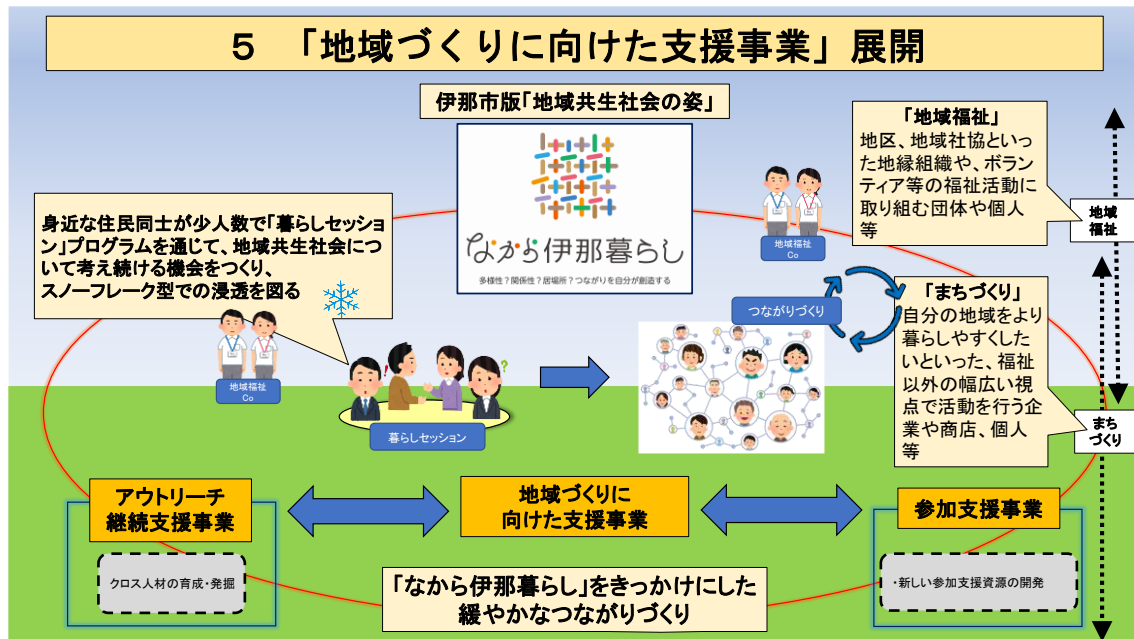 ５　「地域づくりに向けた支援事業」展開
伊那市版「地域共生社会の姿」
なから伊那暮らし
多様性？関係性？居場所？つながりを自分が創造する
「地域福祉」
地区、地域社協といっ
た地縁組織や、ボラン
ティア等の福祉活動に
取り組む団体や個人
等
地域
福祉
地域福祉
Co
身近な住民同士が少人数で「暮らしセッショ
ン」プログラムを通じて、地域共生社会につ
いて考え続ける機会をつくり、
スノーフレーク型での浸透を図る
地域福祉
Co
!
?
暮らしセッション
つながりづくり
「まちづくり」
自分の地域をより
暮らしやすくした
いといった、福祉
以外の幅広い視
点で活動を行う企
業や商店、個人
等
まち
づくり
アウトリーチ
継続支援事業
クロス人材の育成・発掘
地域づくりに
向けた支援事業
参加支援事業
・新しい参加支援資源の開発
「なから伊那暮らし」をきっかけにした
緩やかなつながりづくり